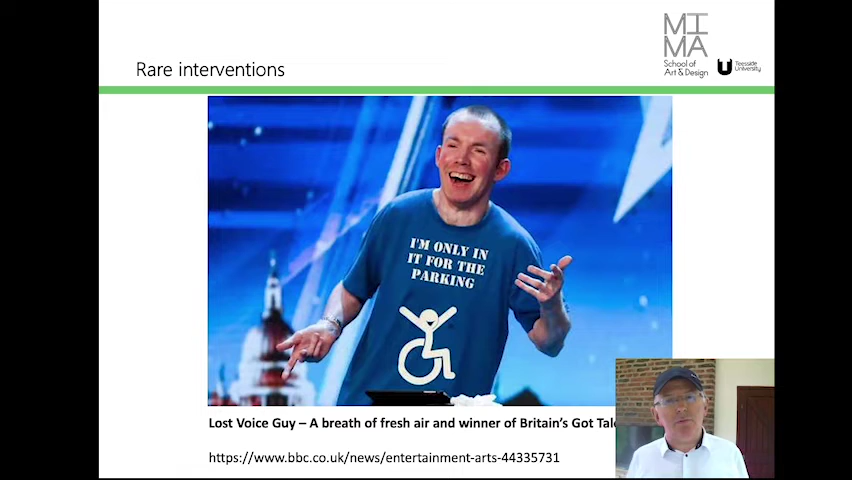 MI
MA
School of
Art & Design
Teesside
University
Rare interventions
I'M ONLY IN
IT FOR THE
PARKING
Lost Voice Guy – A breath of fresh air and winner of Britain's Got
https://www.bbc.co.uk/news/entertainment-arts-44335731